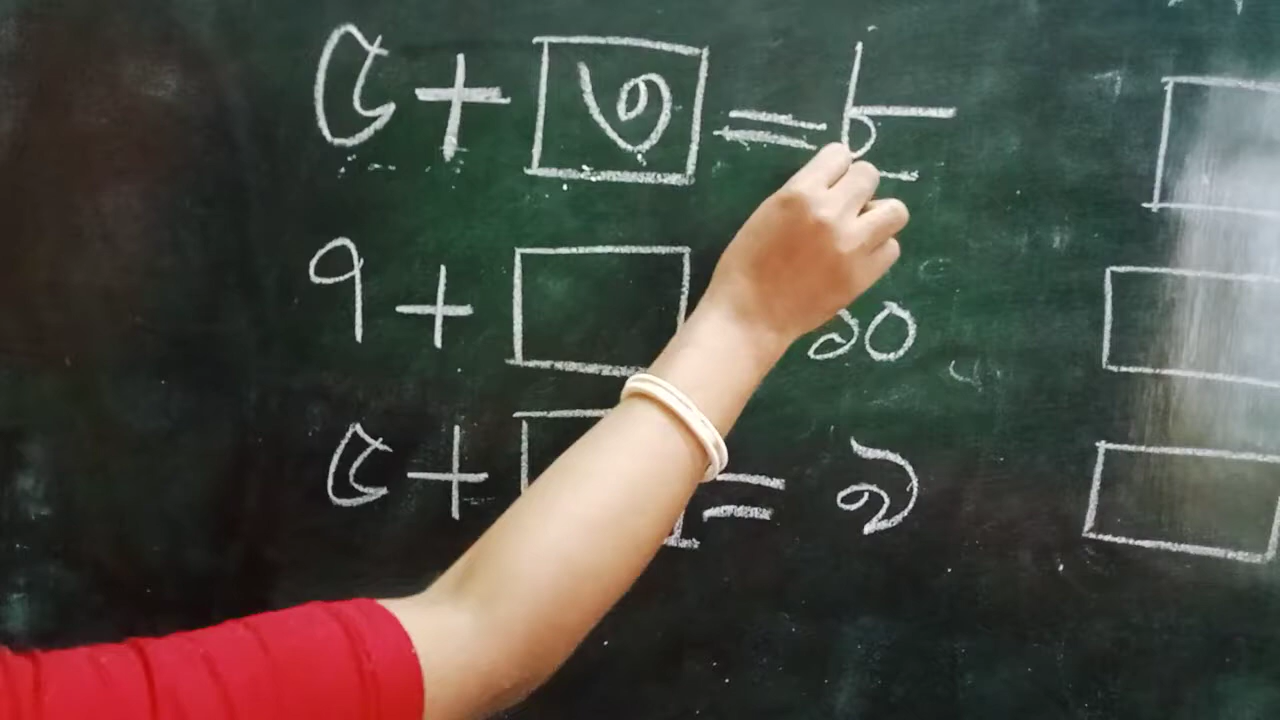 ৫ + ৩ = ৮
৭ + □ ১০
৫ + □ = ৯